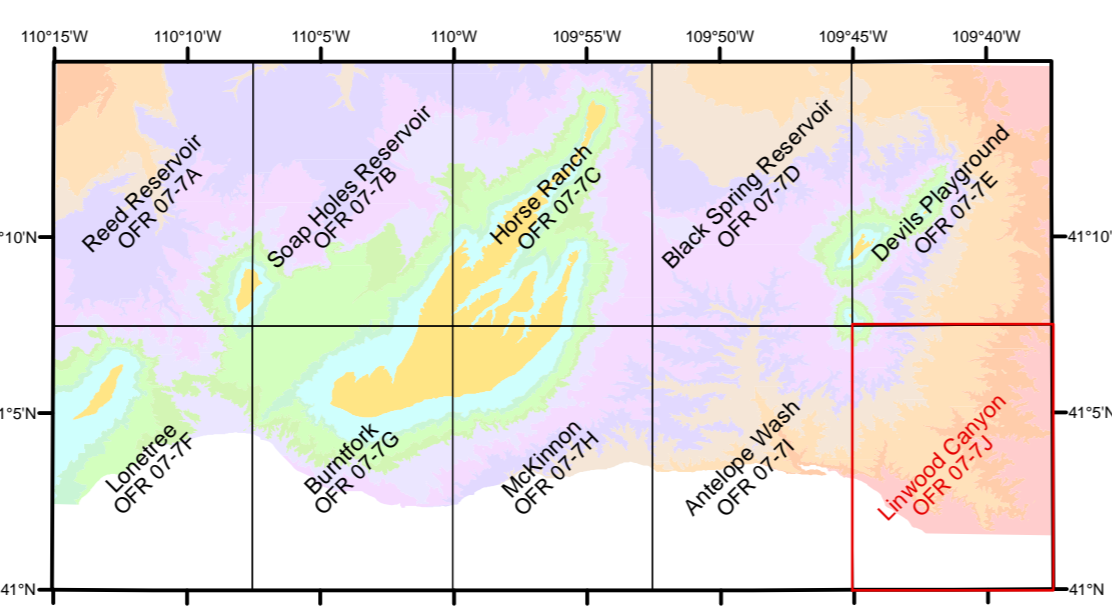 110°15'W 110°10'W 110°5'W 110°0'W 109°55'W 109°50'W 109°45'W 109°40'W
Reed Reservoir
OFR 07-7A
Soap Holes Reservoir
OFR 07-7B
Horse Ranch
OFR 07-7C
Black Spring Reservoir
OFR 07-7D
Devils Playground
OFR 07-7E
°10'N
41°10'
Lonetree
OFR 07-7F
Burntfork
OFR 07-7G
McKinnon
OFR 07-7H
Antelope Wash
OFR 07-7I
Linwood Canyon
OFR 07-7J
1°5'N
41°5'N
41°N
41°N